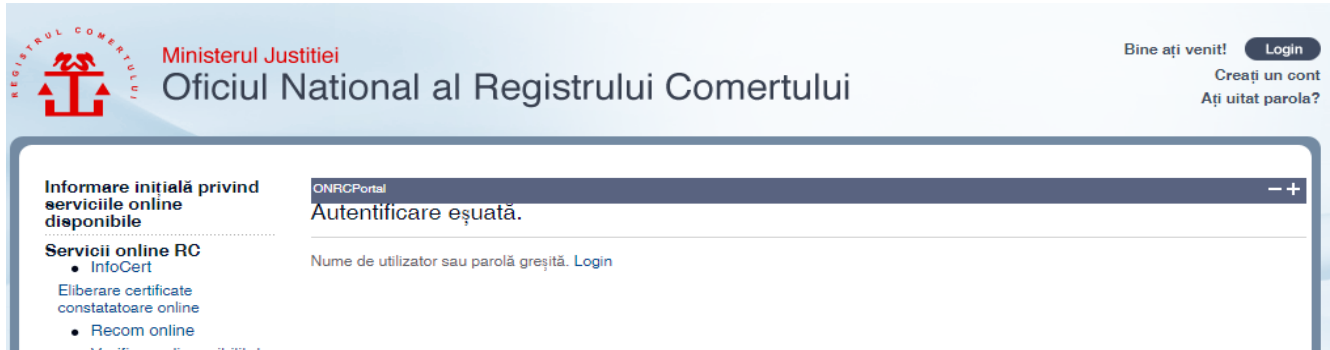 REGISTRUL COMERTULUI
Ministerul Justitiei
Oficiul National al Registrului Comertului
Bine ați venit! Login
Creați un cont
Ați uitat parola?
Informare inițială privind
serviciile online
disponibile
Servicii online RC
• InfoCert
Eliberare certificate
constatatoare online
• Recom online
ONRCPortal
Autentificare eșuată.
Nume de utilizator sau parolă greșită. Login